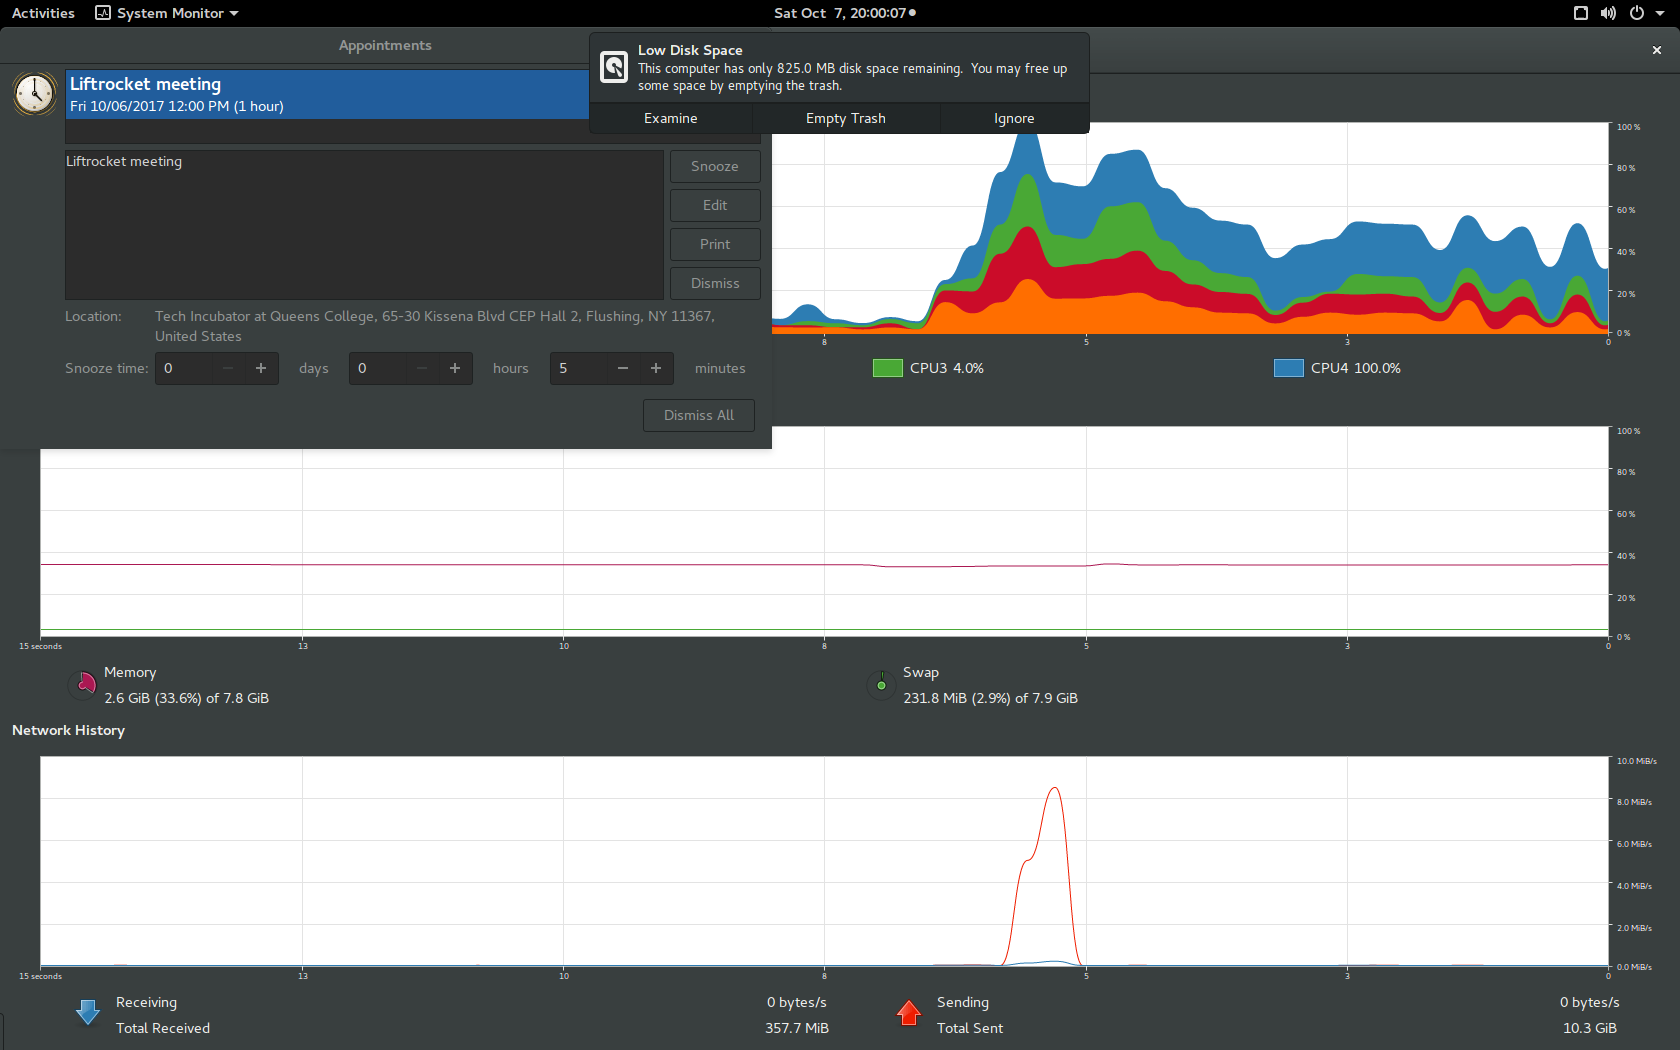 Activities
System Monitor
Sat Oct 7, 20:00:07
Appointments
Liftrocket meeting
Fri 10/06/2017 12:00 PM (1 hour)
Liftrocket meeting
Snooze
Edit
Print
Dismiss
Location:
Tech Incubator at Queens College, 65-30 Kissena Blvd CEP Hall 2, Flushing, NY 11367,
United States
Snooze time:
0
− +
days
0
− +
hours
5
− +
minutes
Dismiss All
Low Disk Space
This computer has only 825.0 MB disk space remaining. You may free up
some space by emptying the trash.
Examine
Empty Trash
Ignore
100 %
80 %
60 %
40 %
20 %
0 %
8
5
3
0
CPU3 4.0%
CPU4 100.0%
100 %
80 %
60 %
40 %
20 %
0 %
15 seconds
13
10
8
5
3
0
Memory
2.6 GiB (33.6%) of 7.8 GiB
Swap
231.8 MiB (2.9%) of 7.9 GiB
Network History
10.0 MiB/s
8.0 MiB/s
6.0 MiB/s
4.0 MiB/s
2.0 MiB/s
0.0 MiB/s
15 seconds
13
10
8
5
3
0
Receiving
0 bytes/s
Total Received
357.7 MiB
Sending
0 bytes/s
Total Sent
10.3 GiB